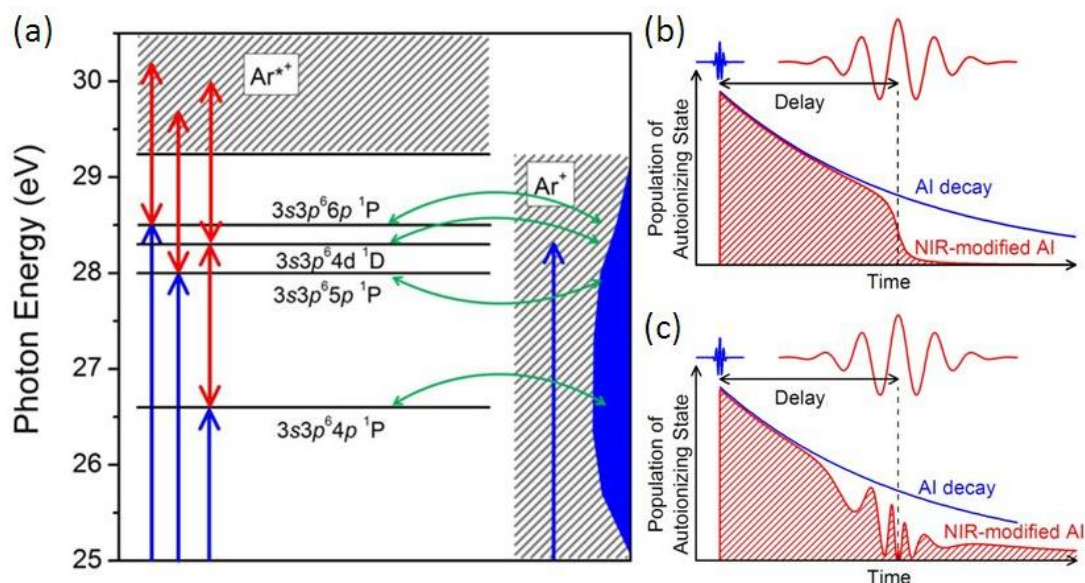 (a)
Photon Energy (eV)
30
29
28
27
26
25
Ar*⁺
Ar⁺
3s3p⁶6p ¹P
3s3p⁶4d ¹D
3s3p⁶5p ¹P
3s3p⁶4p ¹P
(b)
Population of
Autoionizing State
Delay
AI decay
NIR-modified AI
Time
(c)
Population of
Autoionizing State
Delay
AI decay
NIR-modified AI
Time